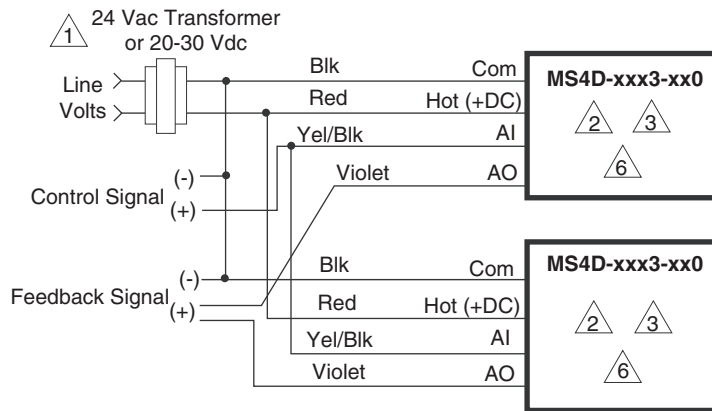 24 Vac Transformer
or 20-30 Vdc
1
Line
Volts
Blk
Com
Red
Hot (+DC)
Yel/Blk
AI
Violet
AO
MS4D-xxx3-xx0
2
3
6
Control Signal
(-)
(+)
Feedback Signal
(-)
(+)
Blk
Com
Red
Hot (+DC)
Yel/Blk
AI
Violet
AO
MS4D-xxx3-xx0
2
3
6